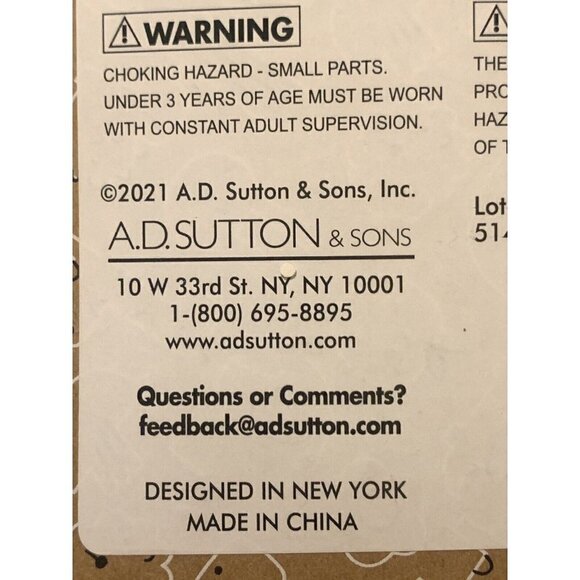 ⚠WARNING
CHOKING HAZARD - SMALL PARTS.
UNDER 3 YEARS OF AGE MUST BE WORN
WITH CONSTANT ADULT SUPERVISION.
©2021 A.D. Sutton & Sons, Inc.
A.D. SUTTON & SONS
10 W 33rd St. NY, NY 10001
1-(800) 695-8895
www.adsutton.com
Questions or Comments?
feedback@adsutton.com
DESIGNED IN NEW YORK
MADE IN CHINA
⚠
THE
PRO
HAZ
OF T
Lot
514